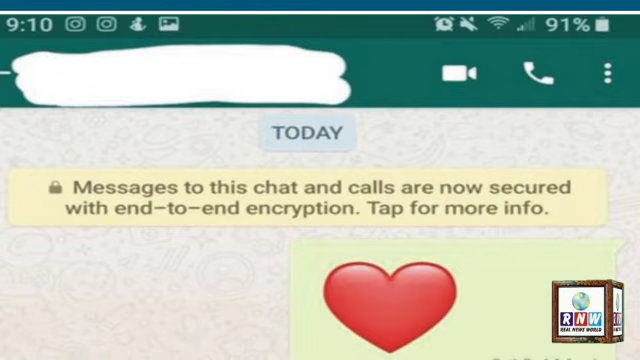 9:10 91%
TODAY
Messages to this chat and calls are now secured
with end-to-end encryption. Tap for more info.
RNW
REAL NEWS WORLD